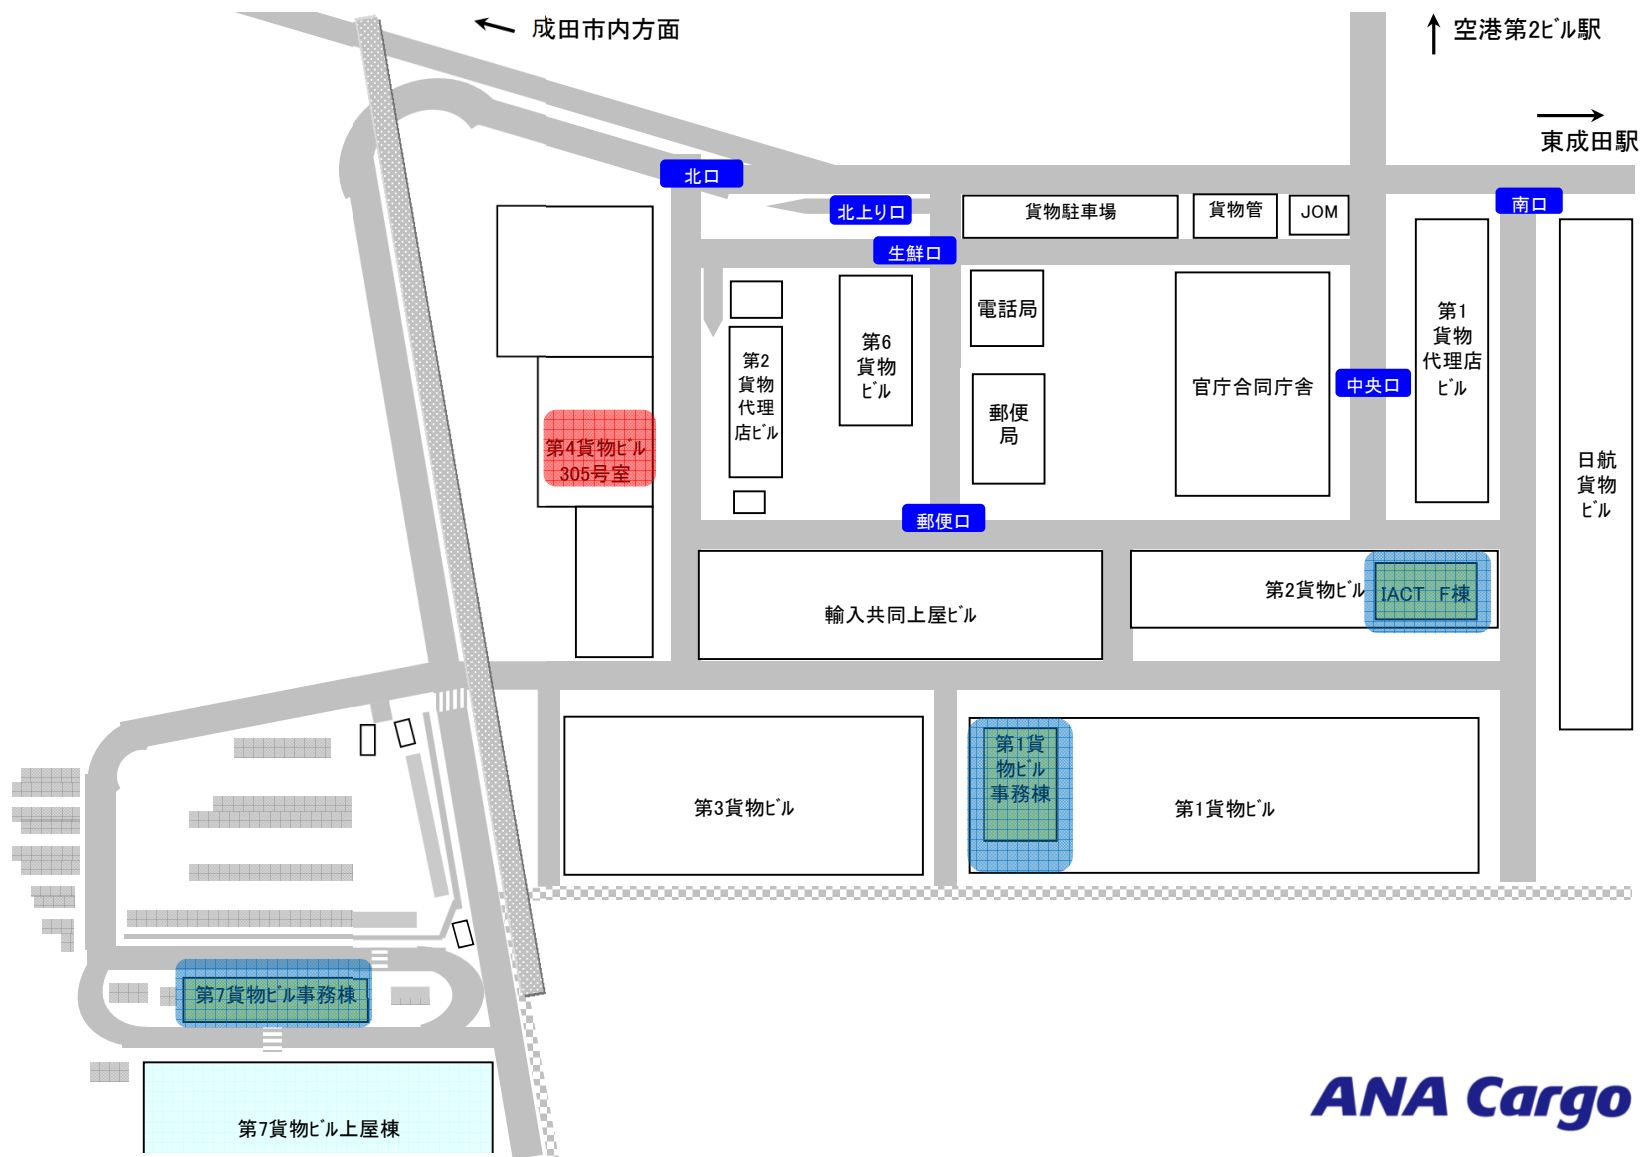 成田市内方面
空港第2ﾋﾞﾙ駅
東成田駅
北口
北上り口
生鮮口
貨物駐車場
貨物管
JOM
南口
電話局
第6
貨物
ﾋﾞﾙ
第2
貨物
代理
店ﾋﾞﾙ
郵便
局
官庁合同庁舎
中央口
第1
貨物
代理店
ﾋﾞﾙ
日航
貨物
ﾋﾞﾙ
第4貨物ﾋﾞﾙ
305号室
郵便口
輸入共同上屋ﾋﾞﾙ
第2貨物ﾋﾞﾙ
IACT　F棟
第3貨物ﾋﾞﾙ
第1貨
物ﾋﾞﾙ
事務棟
第1貨物ﾋﾞﾙ
第7貨物ﾋﾞﾙ事務棟
第7貨物ﾋﾞﾙ上屋棟
ANA Cargo